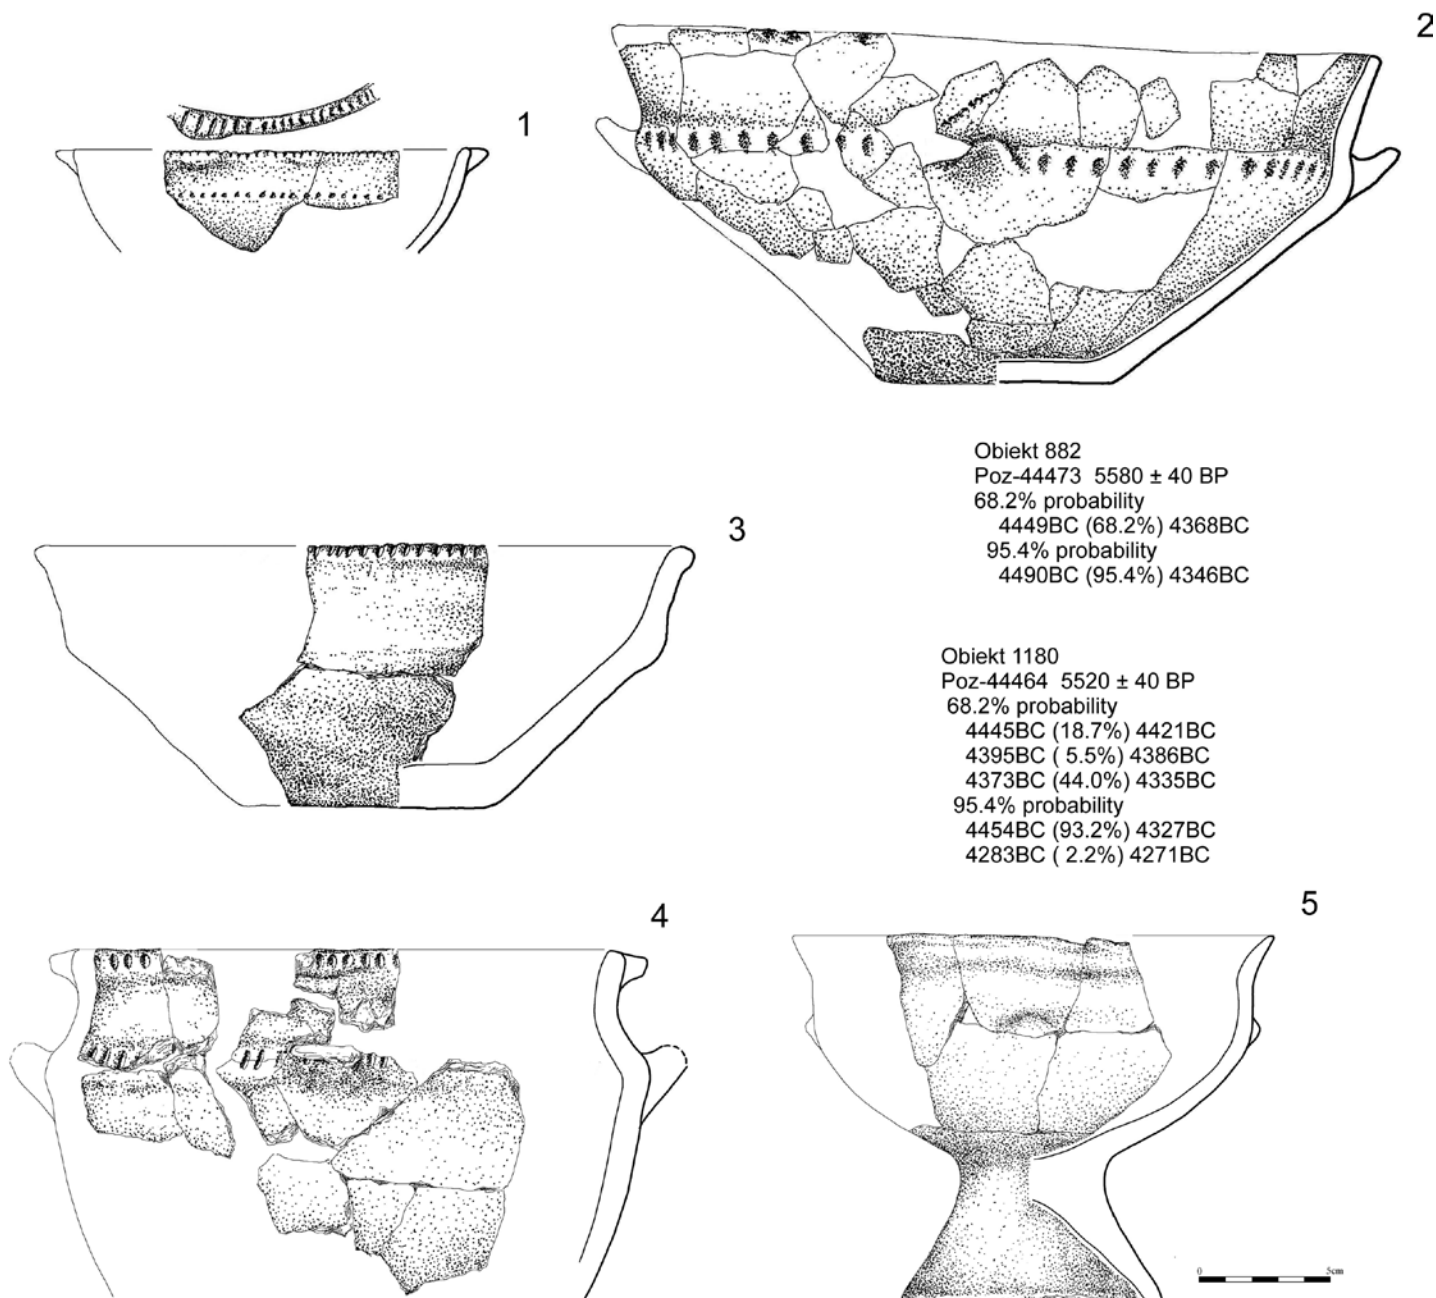 1
2
Obiekt 882
Poz-44473 5580 ± 40 BP
68.2% probability
4449BC (68.2%) 4368BC
95.4% probability
4490BC (95.4%) 4346BC
3
Obiekt 1180
Poz-44464 5520 ± 40 BP
68.2% probability
4445BC (18.7%) 4421BC
4395BC ( 5.5%) 4386BC
4373BC (44.0%) 4335BC
95.4% probability
4454BC (93.2%) 4327BC
4283BC ( 2.2%) 4271BC
4
5
0 5cm